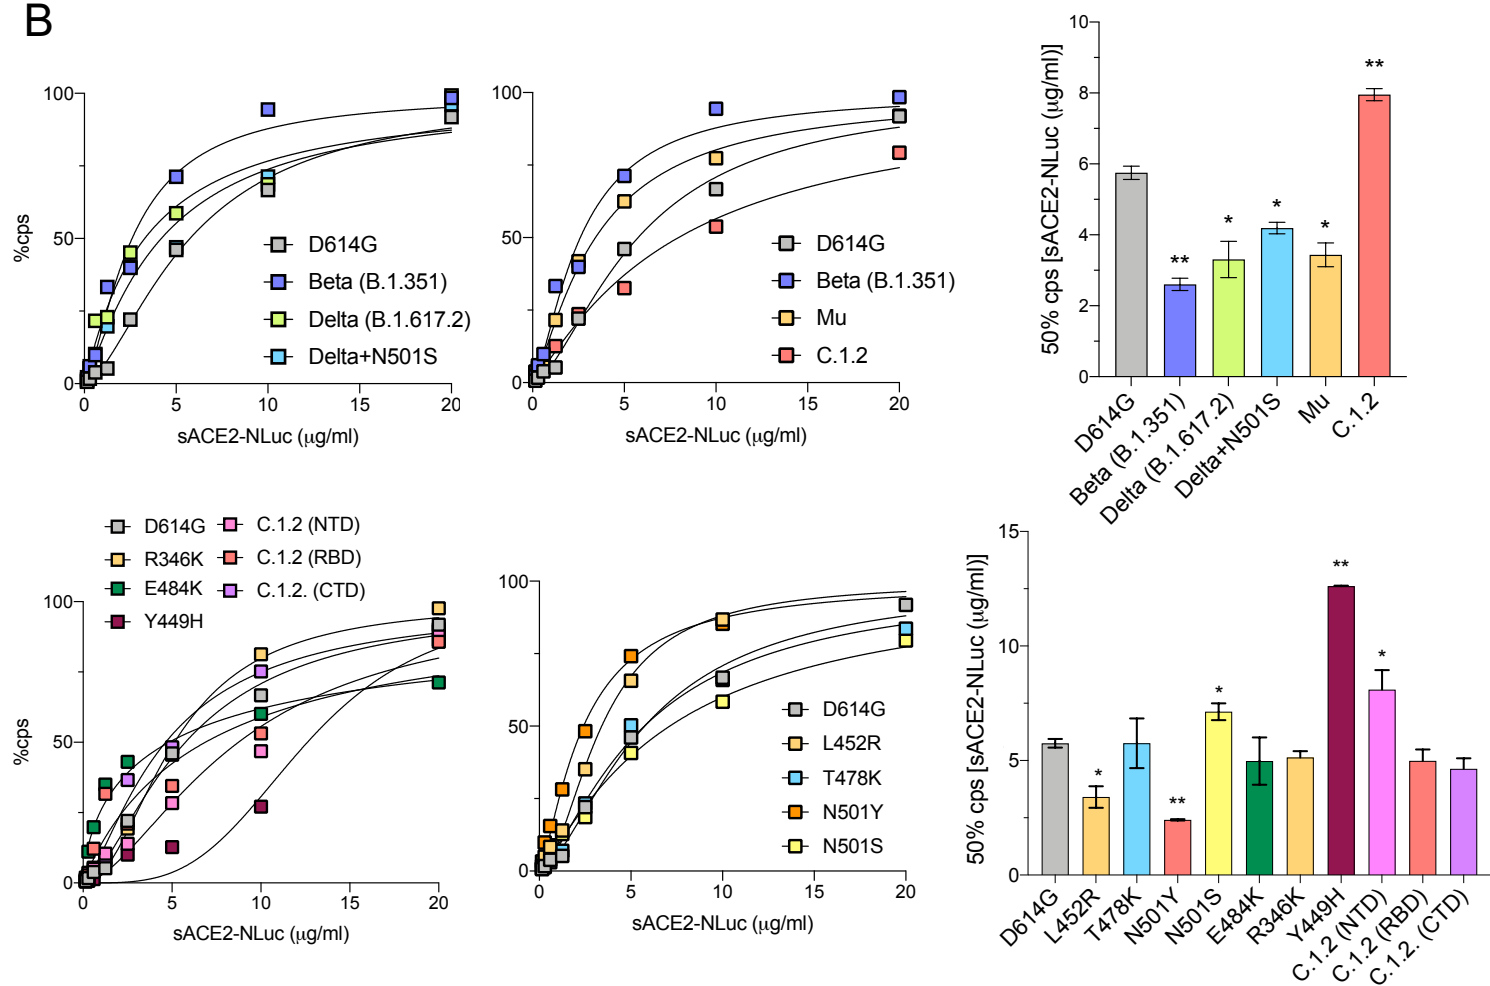 B
100
50
0
%cps
0 5 10 15 20
sACE2-NLuc (μg/ml)
D614G
Beta (B.1.351)
Delta (B.1.617.2)
Delta+N501S
100
50
0
0 5 10 15 20
sACE2-NLuc (μg/ml)
D614G
Beta (B.1.351)
Mu
C.1.2
50% cps [sACE2-NLuc (μg/ml)]
10
8
6
4
2
0
** * * * **
D614G
Beta (B.1.351)
Delta (B.1.617.2)
Delta+N501S
Mu
C.1.2
D614G
R346K
E484K
Y449H
C.1.2 (NTD)
C.1.2 (RBD)
C.1.2. (CTD)
100
50
0
%cps
0 5 10 15 20
sACE2-NLuc (μg/ml)
100
50
0
0 5 10 15 20
sACE2-NLuc (μg/ml)
D614G
L452R
T478K
N501Y
N501S
50% cps [sACE2-NLuc (μg/ml)]
15
10
5
0
* ** * ** *
D614G
L452R
T478K
N501Y
N501S
E484K
R346K
Y449H
C.1.2 (NTD)
C.1.2 (RBD)
C.1.2. (CTD)